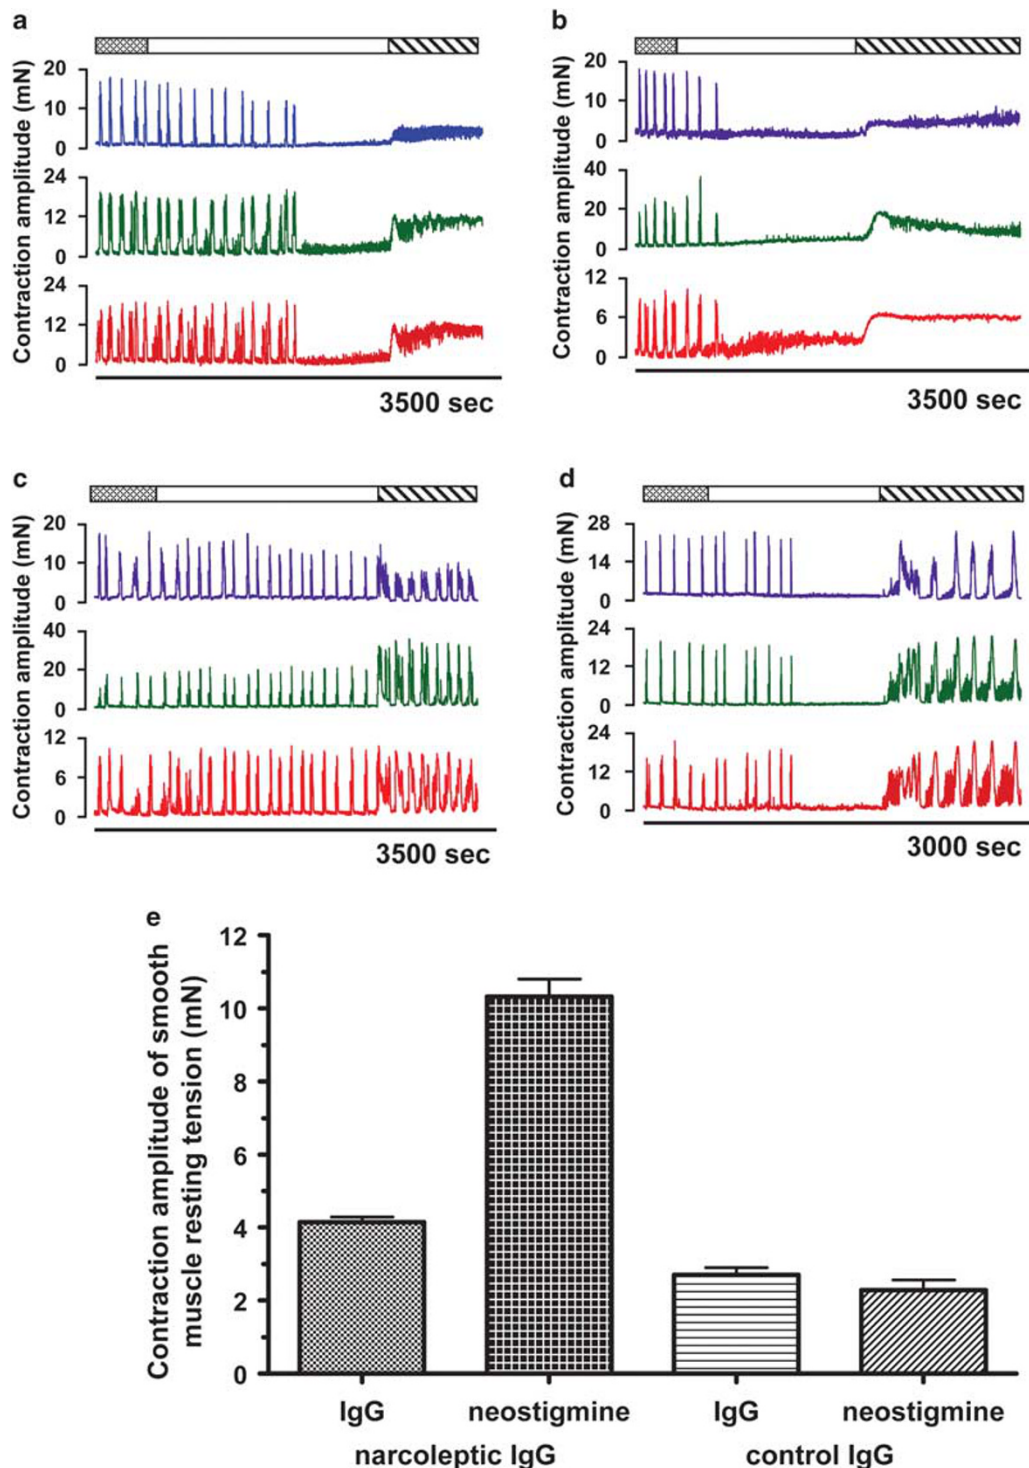 a
Contraction amplitude (mN)
20
10
0
24
12
0
24
12
0
3500 sec
b
Contraction amplitude (mN)
20
10
0
40
20
0
12
6
0
3500 sec
c
Contraction amplitude (mN)
20
10
0
40
20
0
12
6
0
3500 sec
d
Contraction amplitude (mN)
28
14
0
24
12
0
24
12
0
3000 sec
e
Contraction amplitude of smooth
muscle resting tension (mN)
12
10
8
6
4
2
0
IgG neostigmine IgG neostigmine
narcoleptic IgG control IgG